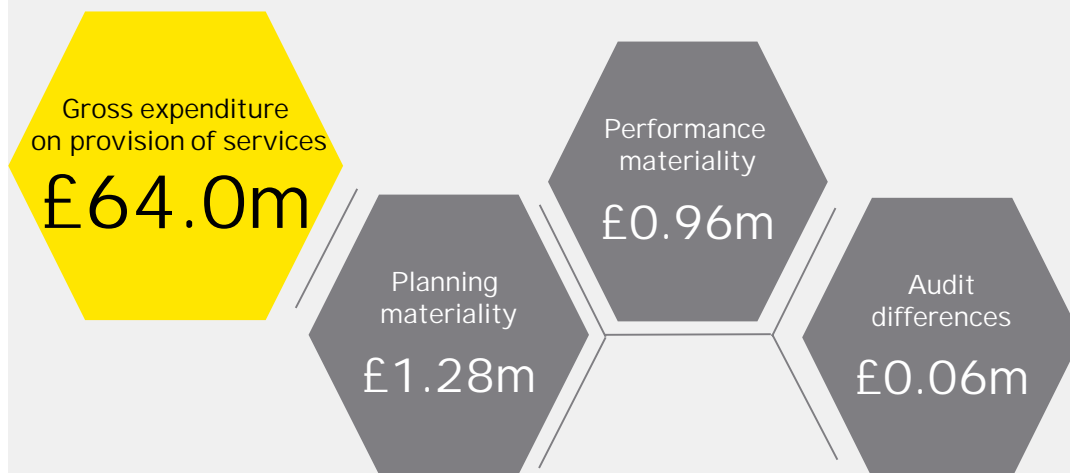 Gross expenditure
on provision of services
£64.0m
Planning
materiality
£1.28m
Performance
materiality
£0.96m
Audit
differences
£0.06m